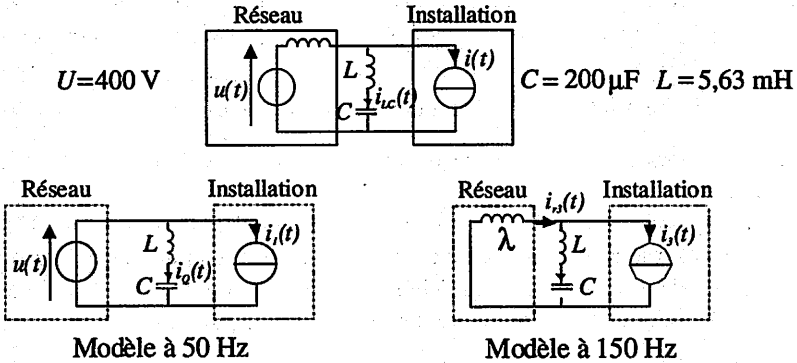 Réseau Installation
U=400 V
u(t)
L
C
i_LC(t)
i(t)
C = 200 µF L = 5,63 mH
Réseau Installation
u(t)
L
C
i_Q(t)
i_1(t)
Modèle à 50 Hz
Réseau Installation
λ
i_r3(t)
L
C
i_3(t)
Modèle à 150 Hz